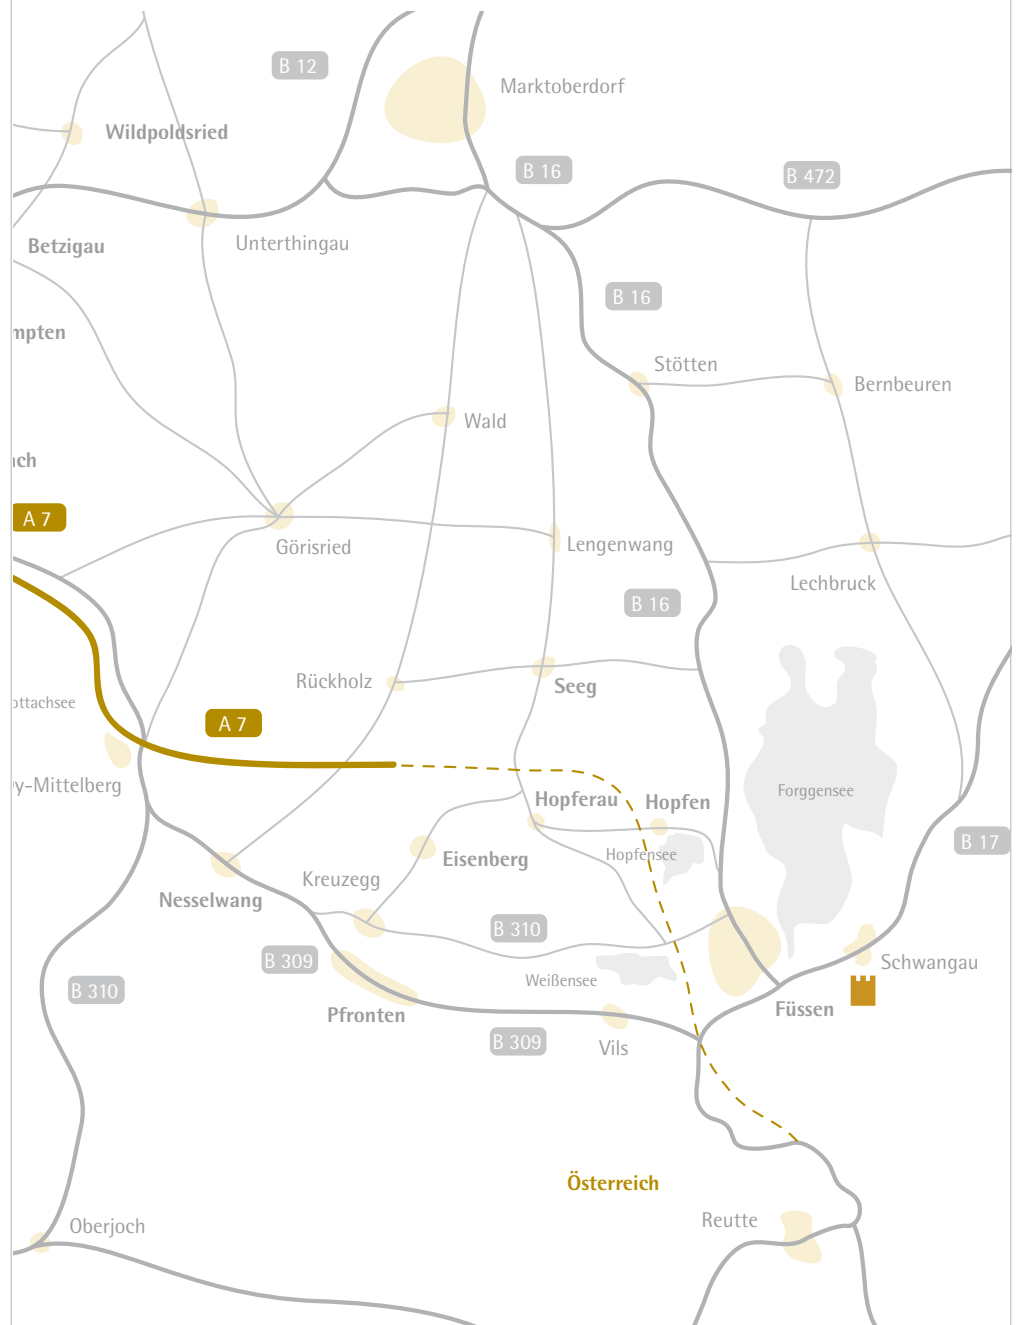 B 12
Marktoberdorf
Wildpoldsried
B 16
B 472
Betzigau
Unterthingau
B 16
mpten
Stötten
Bernbeuren
Wald
ch
A 7
Görisried
Lengenwang
Lechbruck
B 16
Rückholz
Seeg
ottachsee
A 7
y-Mittelberg
Forggensee
Hopferau
Hopfen
B 17
Hopfensee
Eisenberg
Kreuzegg
Nesselwang
B 310
B 309
Schwangau
Weißensee
B 310
Füssen
Pfronten
B 309
Vils
Österreich
Reutte
Oberjoch